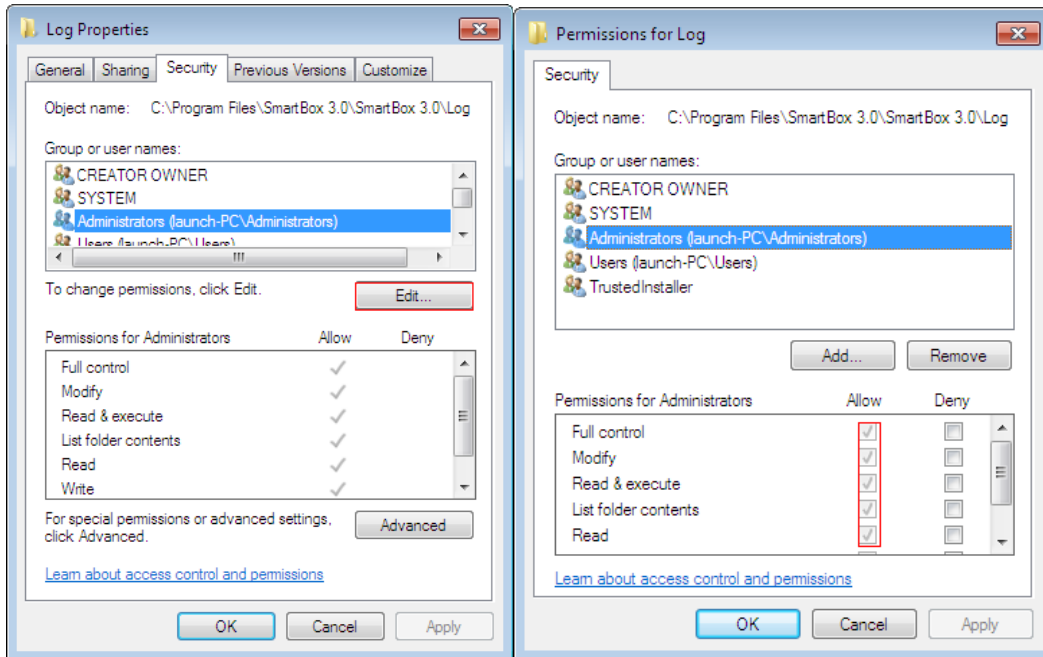 Log Properties
General Sharing Security Previous Versions Customize
Object name: C:\Program Files\SmartBox 3.0\SmartBox 3.0\Log
Group or user names:
CREATOR OWNER
SYSTEM
Administrators (launch-PC\Administrators)
Users (launch-PC\Users)
To change permissions, click Edit.
Edit...
Permissions for Administrators Allow Deny
Full control
Modify
Read & execute
List folder contents
Read
Write
For special permissions or advanced settings,
click Advanced.
Advanced
Learn about access control and permissions
OK Cancel Apply
Permissions for Log
Security
Object name: C:\Program Files\SmartBox 3.0\SmartBox 3.0\Log
Group or user names:
CREATOR OWNER
SYSTEM
Administrators (launch-PC\Administrators)
Users (launch-PC\Users)
TrustedInstaller
Add... Remove
Permissions for Administrators Allow Deny
Full control
Modify
Read & execute
List folder contents
Read
Learn about access control and permissions
OK Cancel Apply